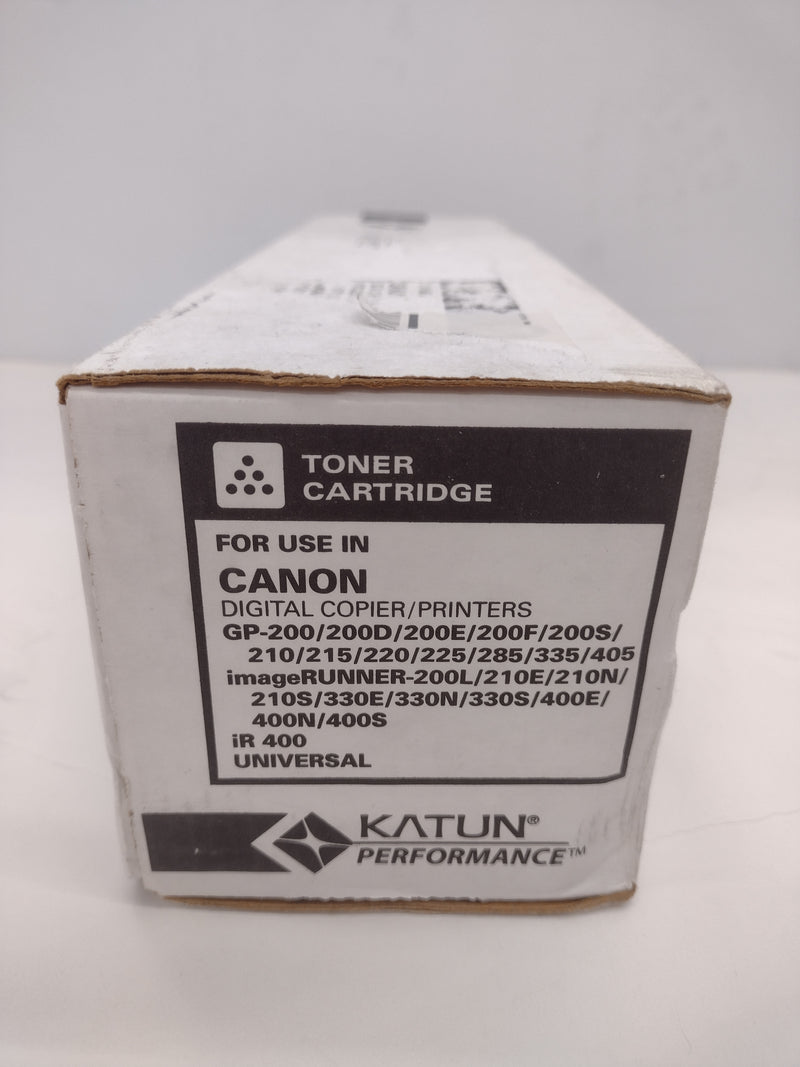 TONER
CARTRIDGE
FOR USE IN
CANON
DIGITAL COPIER/PRINTERS
GP-200/200D/200E/200F/200S/
210/215/220/225/285/335/405
imageRUNNER-200L/210E/210N/
210S/330E/330N/330S/400E/
400N/400S
iR 400
UNIVERSAL
KATUN®
PERFORMANCE™